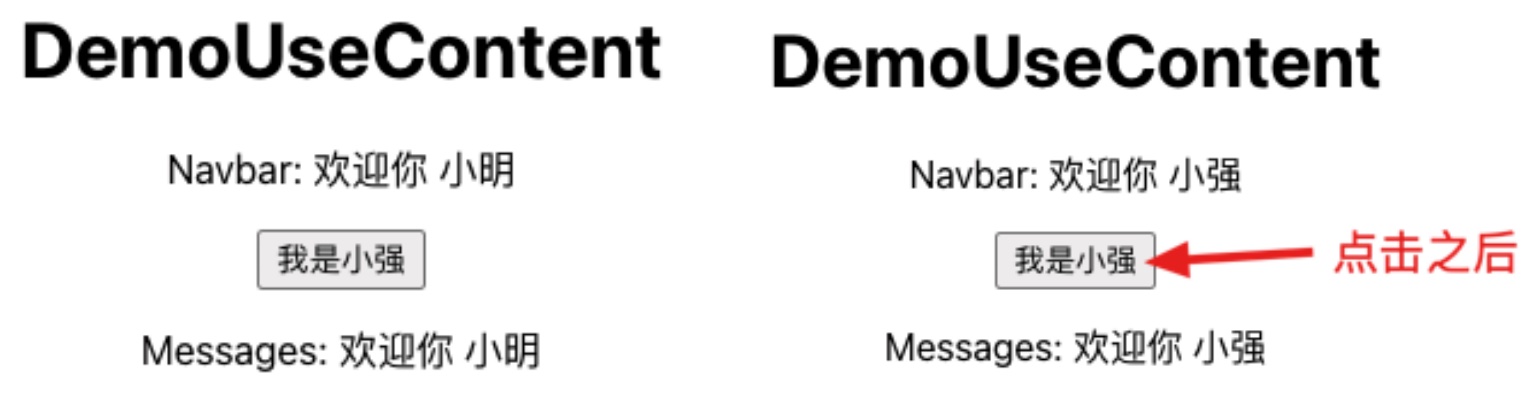 DemoUseContent
Navbar: 欢迎你 小明
我是小强
Messages: 欢迎你 小明
DemoUseContent
Navbar: 欢迎你 小强
我是小强
点击之后
Messages: 欢迎你 小强